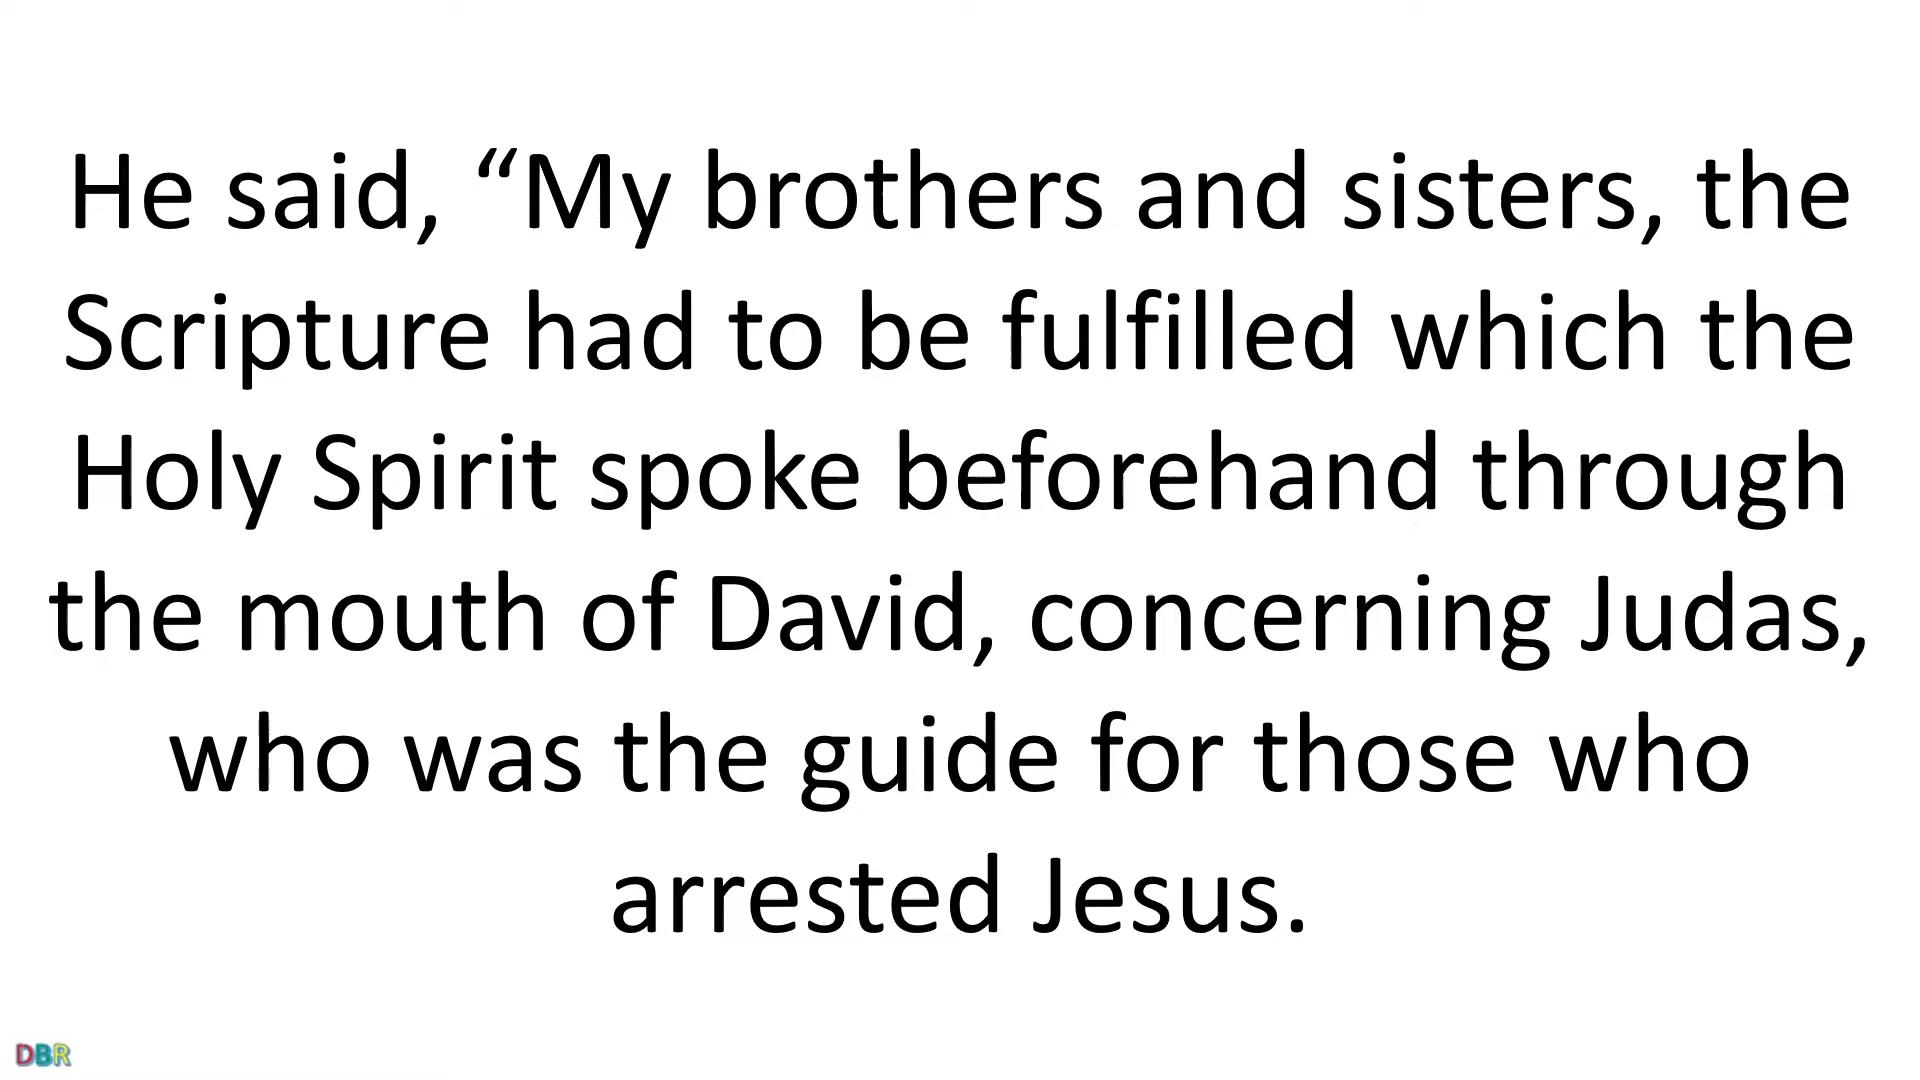 He said, “My brothers and sisters, the
Scripture had to be fulfilled which the
Holy Spirit spoke beforehand through
the mouth of David, concerning Judas,
who was the guide for those who
arrested Jesus.
DBR